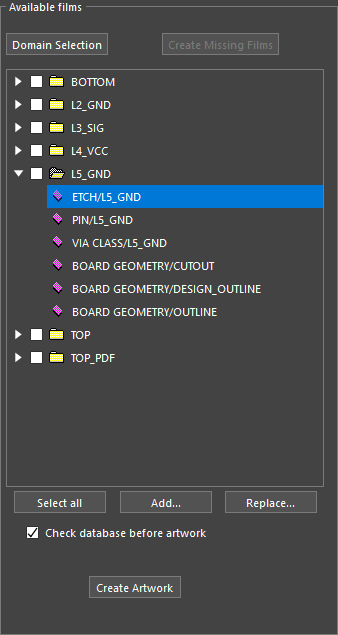 Available films
Domain Selection Create Missing Films
BOTTOM
L2_GND
L3_SIG
L4_VCC
L5_GND
ETCH/L5_GND
PIN/L5_GND
VIA CLASS/L5_GND
BOARD GEOMETRY/CUTOUT
BOARD GEOMETRY/DESIGN_OUTLINE
BOARD GEOMETRY/OUTLINE
TOP
TOP_PDF
Select all Add... Replace...
Check database before artwork
Create Artwork